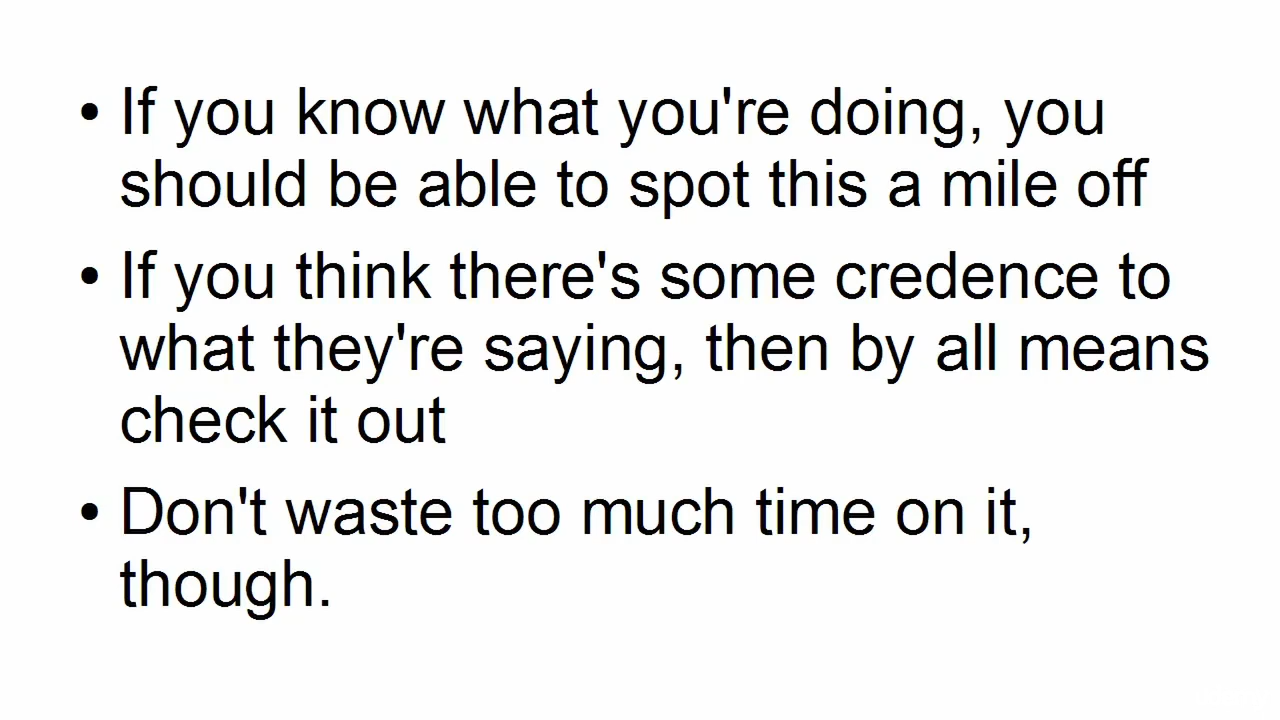 • If you know what you're doing, you
should be able to spot this a mile off
• If you think there's some credence to
what they're saying, then by all means
check it out
• Don't waste too much time on it,
though.